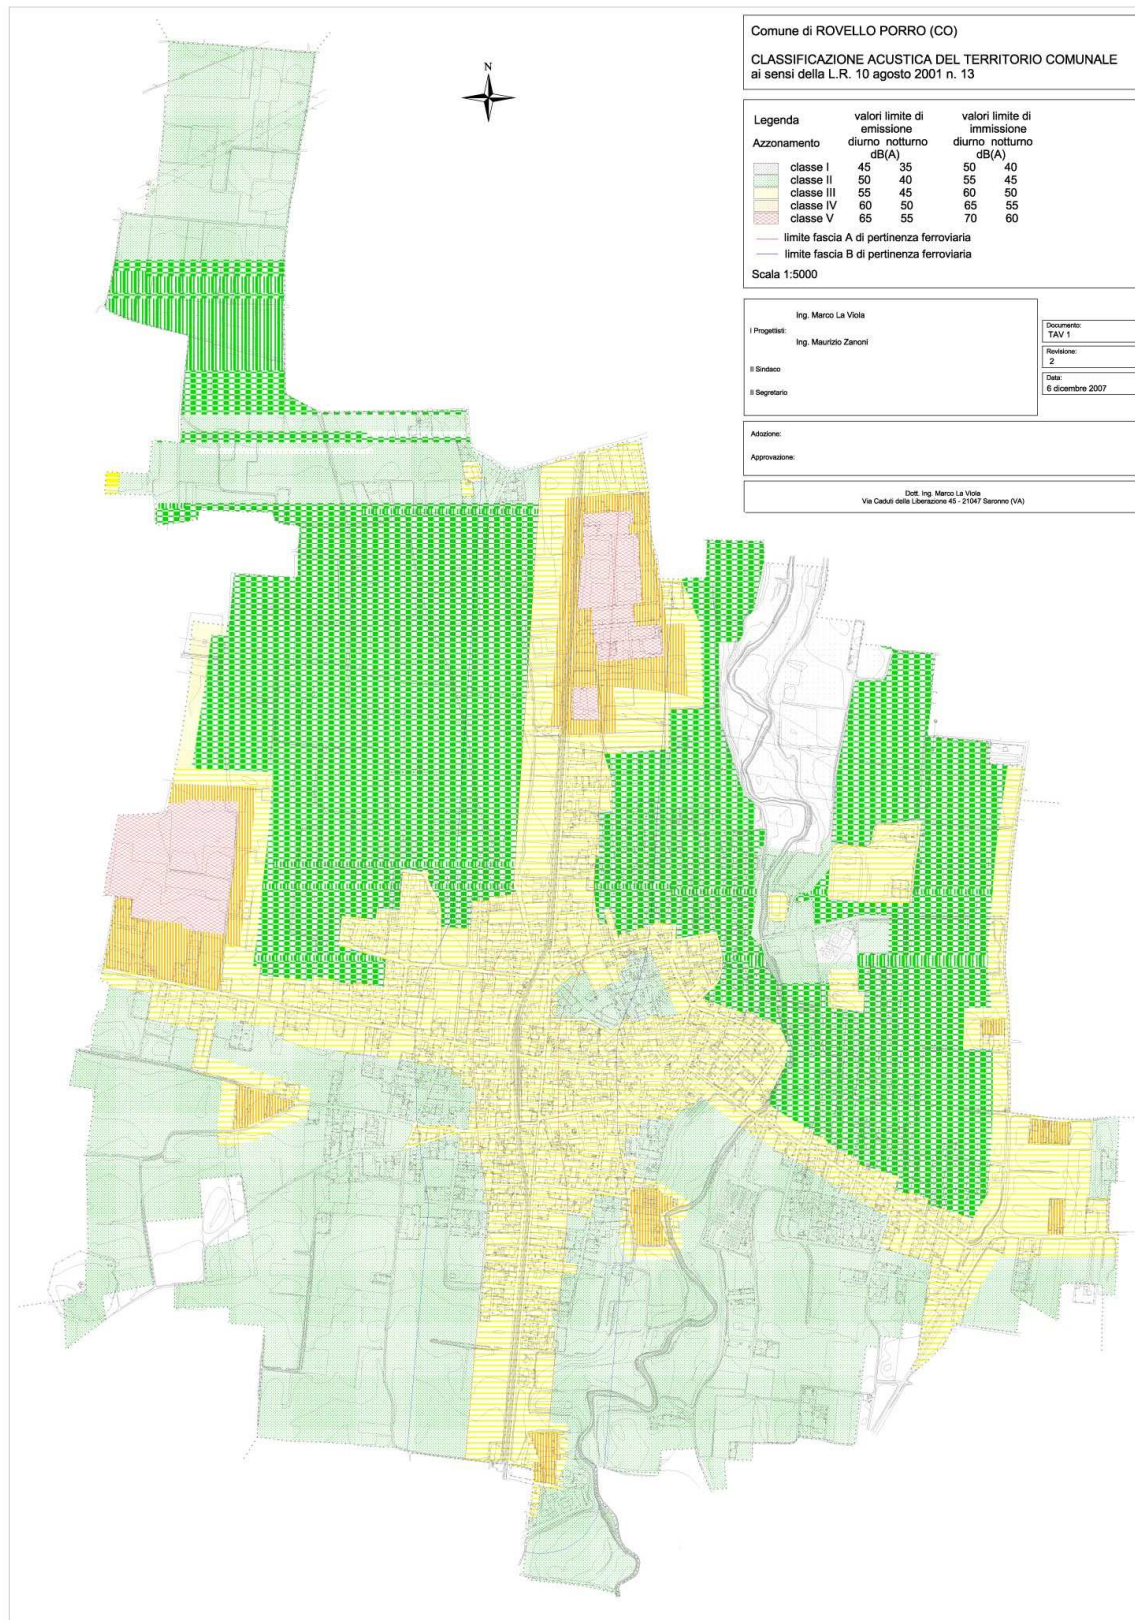 N
Comune di ROVELLO PORRO (CO)
CLASSIFICAZIONE ACUSTICA DEL TERRITORIO COMUNALE
ai sensi della L.R. 10 agosto 2001 n. 13
Legenda valori limite di emissione valori limite di immissione
Azzonamento diurno notturno diurno notturno
dB(A) dB(A)
classe I 45 35 50 40
classe II 50 40 55 45
classe III 55 45 60 50
classe IV 60 50 65 55
classe V 65 55 70 60
limite fascia A di pertinenza ferroviaria
limite fascia B di pertinenza ferroviaria
Scala 1:5000
Ing. Marco La Viola
I Progettisti:
Ing. Maurizio Zanoni
Il Sindaco
Il Segretario
Documento:
TAV 1
Revisione:
2
Data:
6 dicembre 2007
Adozione:
Approvazione:
Dott. Ing. Marco La Viola
Via Caduti della Liberazione 45 - 21047 Saronno (VA)